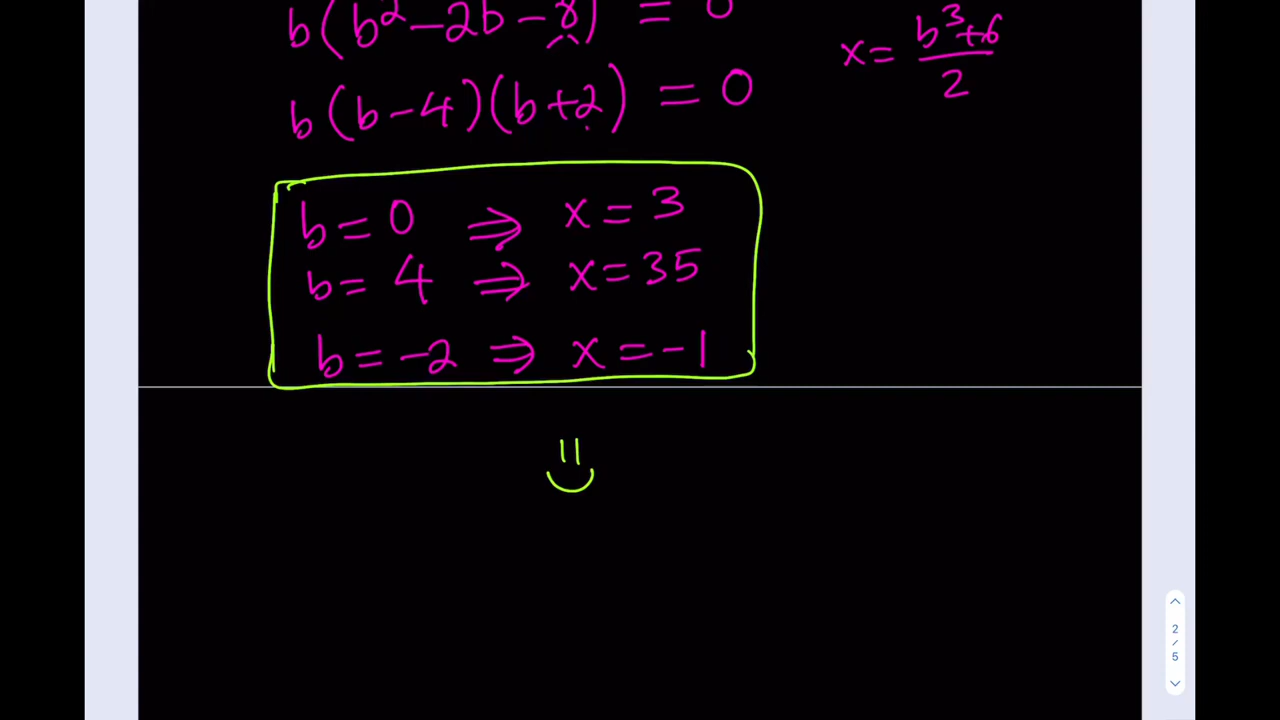 b(b²-2b-8) = 0
x = (b³+6)/2
b(b-4)(b+2) = 0
b = 0 ⇒ x = 3
b = 4 ⇒ x = 35
b = -2 ⇒ x = -1
2
/
5